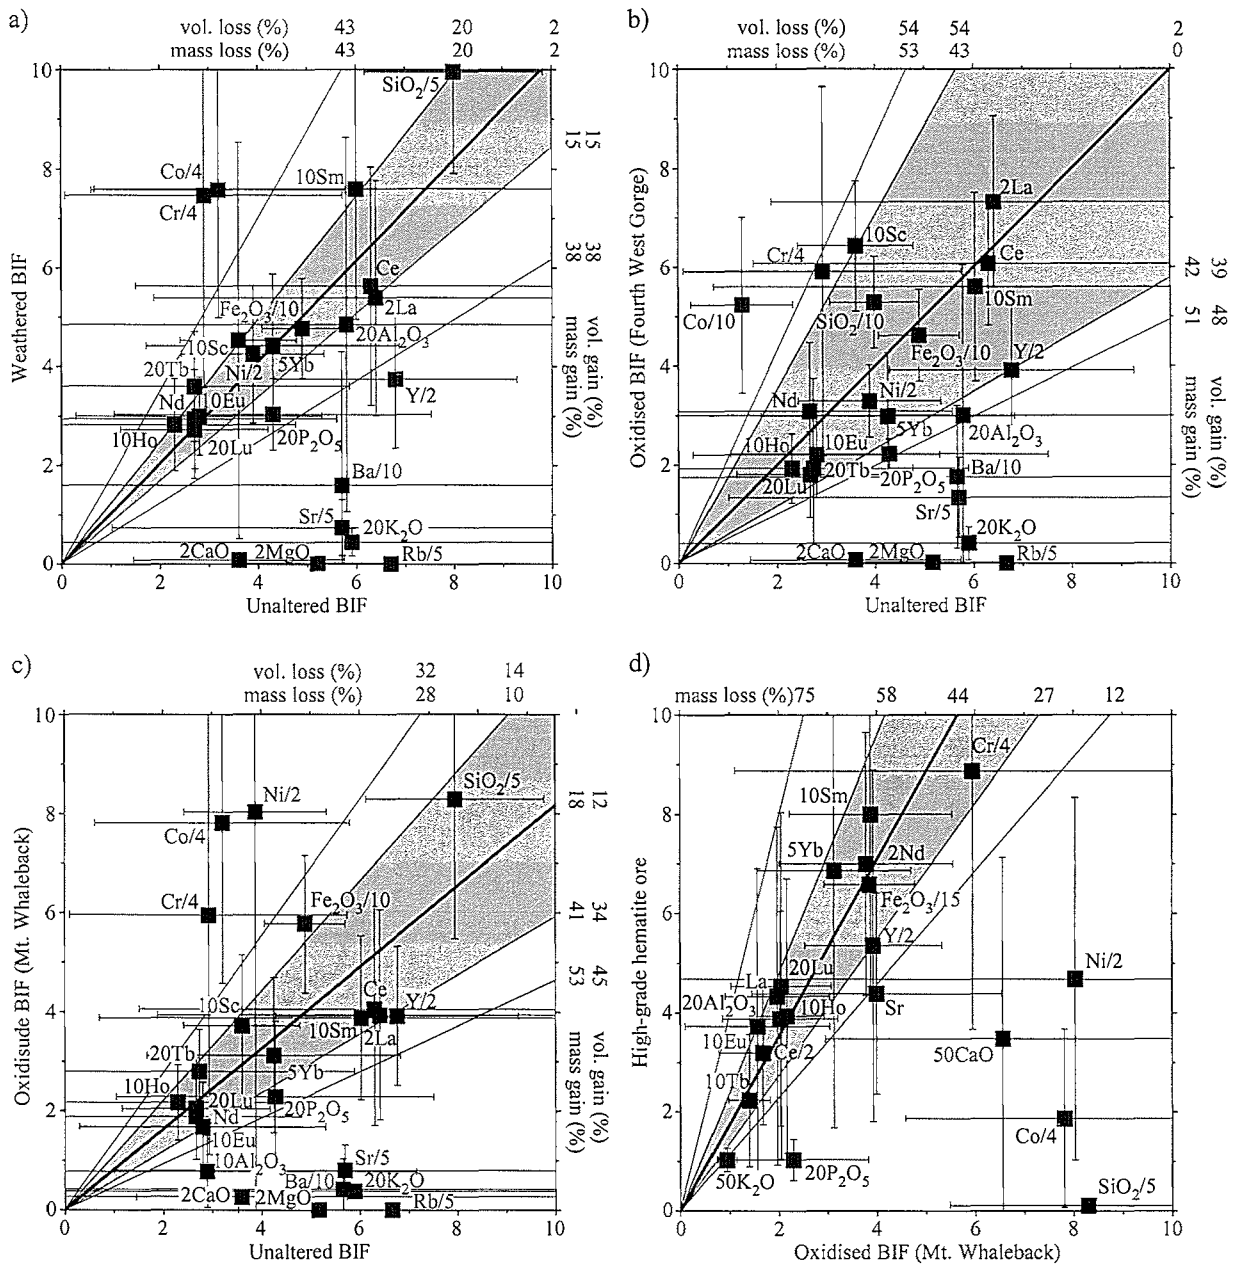 a)
vol. loss (%) 43 20 2
mass loss (%) 43 20 2
10
8
6
4
2
0
Weathered BIF
SiO₂/5
Co/4
Cr/4
10Sm
Ce
2La
Fe₂O₃/10
20Al₂O₃
10Sc
5Yb
Ni/2
20Tb
Y/2
Nd 10Eu
20P₂O₅
10Ho
20Lu
Ba/10
Sr/5
20K₂O
2CaO 2MgO Rb/5
0 2 4 6 8 10
Unaltered BIF
15 38 vol. gain (%)
15 38 mass gain (%)
b)
vol. loss (%) 54 54 2
mass loss (%) 53 43 0
10
8
6
4
2
0
Oxidised BIF (Fourth West Gorge)
2La
10Sc
Cr/4
Ce
10Sm
Co/10
SiO₂/10
Fe₂O₃/10
Y/2
Ni/2
Nd
5Yb
20Al₂O₃
10Ho 10Eu
20Tb
20Lu
20P₂O₅
Ba/10
Sr/5
20K₂O
2CaO 2MgO Rb/5
0 2 4 6 8 10
Unaltered BIF
39 48 vol. gain (%)
42 51 mass gain (%)
c)
vol. loss (%) 32 14
mass loss (%) 28 10
10
8
6
4
2
0
Oxidisude BIF (Mt. Whaleback)
SiO₂/5
Ni/2
Co/4
Cr/4
Fe₂O₃/10
Ce
Y/2
10Sc
10Sm
2La
20Tb
5Yb
10Ho
20Lu
20P₂O₅
Nd
10Eu
10Al₂O₃
Sr/5
Ba/10 20K₂O
2CaO 2MgO Rb/5
0 2 4 6 8 10
Unaltered BIF
12 34 45 vol. gain (%)
18 41 53 mass gain (%)
d)
mass loss (%) 75 58 44 27 12
10
8
6
4
2
0
High-grade hematite ore
Cr/4
10Sm
5Yb
2Nd
Fe₂O₃/15
Y/2
20Lu
La
Ni/2
20Al₂O₃ 10Ho
Sr
10Eu
Ce/2
50CaO
10Tb
Co/4
50K₂O 20P₂O₅
SiO₂/5
0 2 4 6 8 10
Oxidised BIF (Mt. Whaleback)